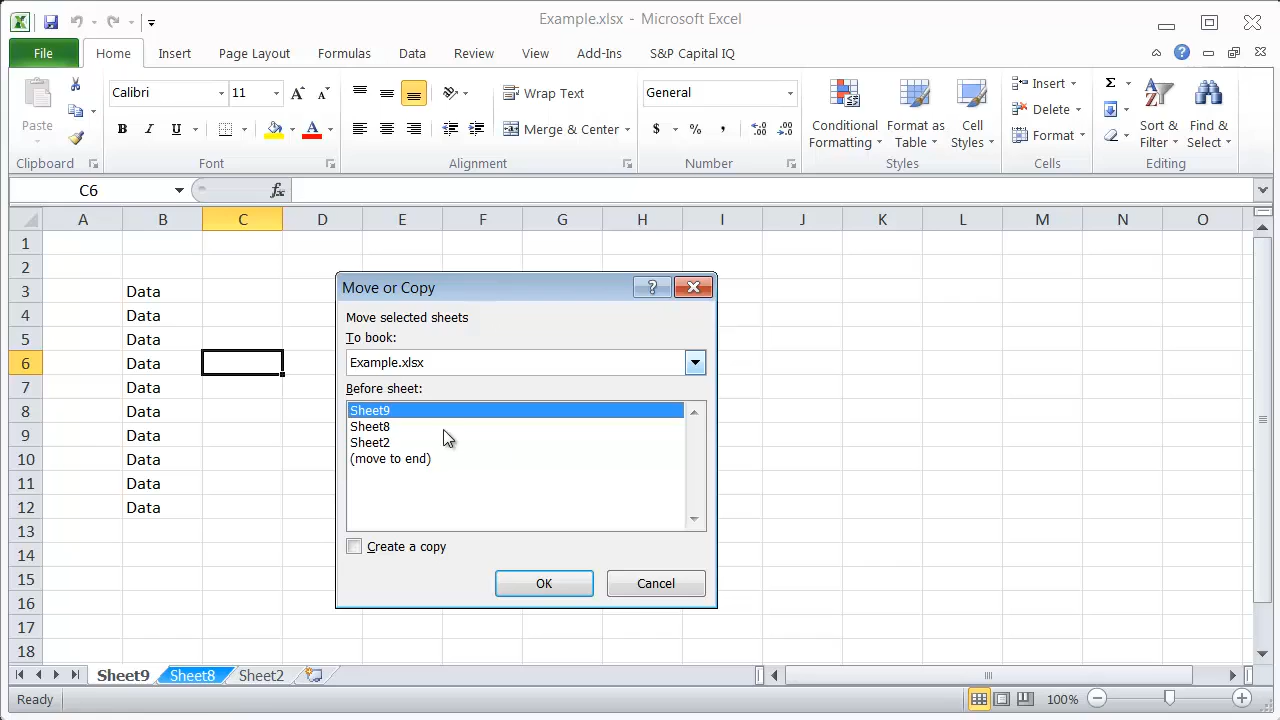 Example.xlsx - Microsoft Excel
File Home Insert Page Layout Formulas Data Review View Add-Ins S&P Capital IQ
Paste
Clipboard
Calibri 11
B I U A
Font
Wrap Text
Merge & Center
Alignment
General
$ % ,
Number
Conditional Formatting
Format as Table
Cell Styles
Styles
Insert
Delete
Format
Cells
Σ
Sort & Filter
Find & Select
Editing
C6 fx
A B C D E F G H I J K L M N O
1
2
3 Data
4 Data
5 Data
6 Data
7 Data
8 Data
9 Data
10 Data
11 Data
12 Data
13
14
15
16
17
18
Move or Copy
Move selected sheets
To book:
Example.xlsx
Before sheet:
Sheet9
Sheet8
Sheet2
(move to end)
Create a copy
OK Cancel
Sheet9 Sheet8 Sheet2
Ready 100%